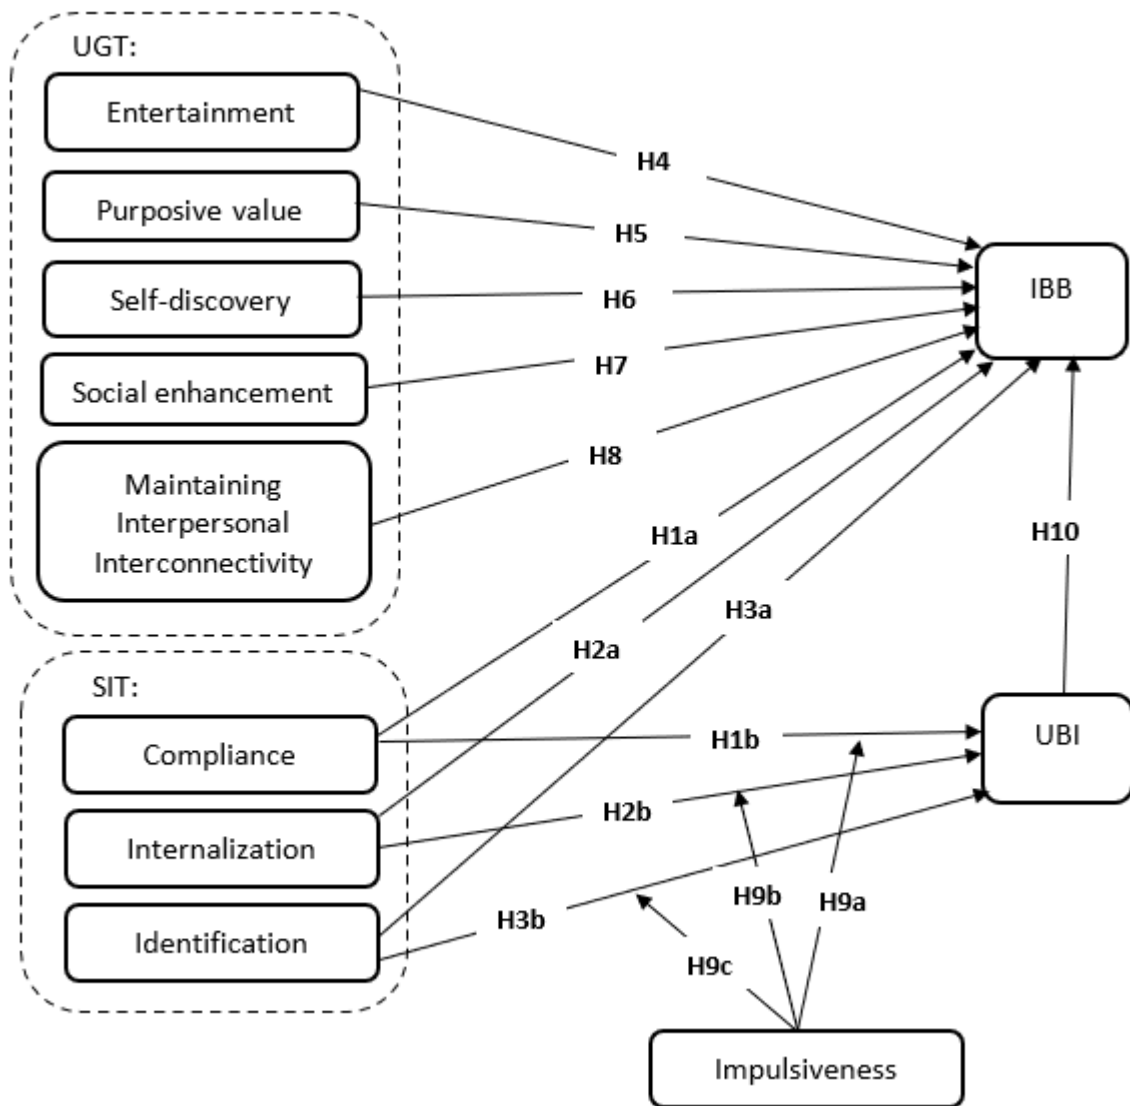 UGT:
Entertainment
H4
Purposive value
H5
IBB
Self-discovery
H6
Social enhancement
H7
Maintaining
Interpersonal
Interconnectivity
H8
H1a
H10
H3a
H2a
SIT:
Compliance
H1b
UBI
Internalization
H2b
H9b
H9a
Identification
H3b
H9c
Impulsiveness